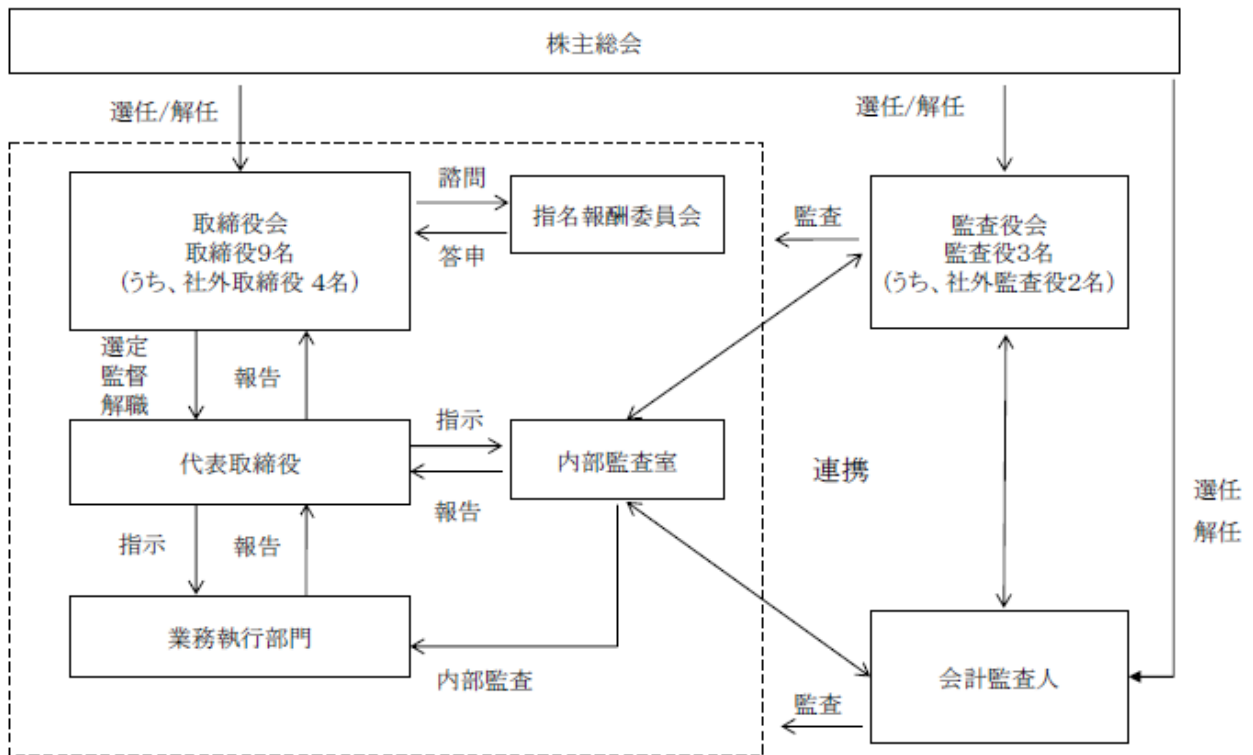 株主総会
選任/解任
選任/解任
取締役会
取締役9名
(うち、社外取締役 4名)
諮問
答申
指名報酬委員会
監査
監査役会
監査役3名
(うち、社外監査役2名)
選定
監督
解職
報告
代表取締役
指示
報告
内部監査室
連携
選任
解任
指示
報告
業務執行部門
内部監査
監査
会計監査人